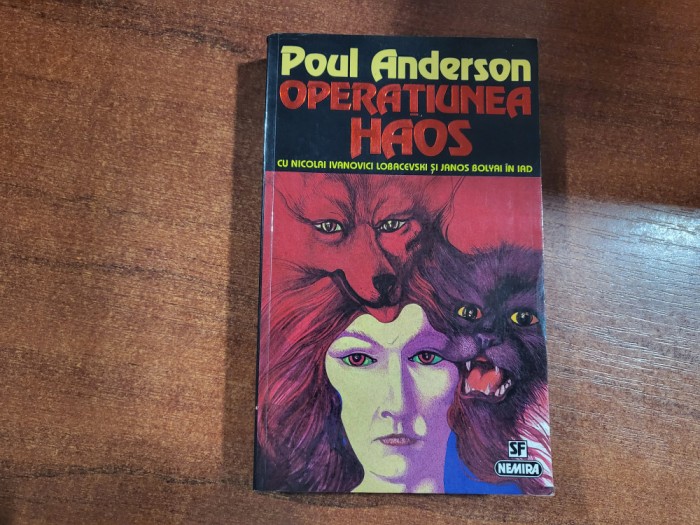 Poul Anderson
OPERAȚIUNEA
HAOS
CU NICOLAI IVANOVICI LOBACEVSKI ȘI JANOS BOLYAI ÎN IAD
SF
NEMIRA